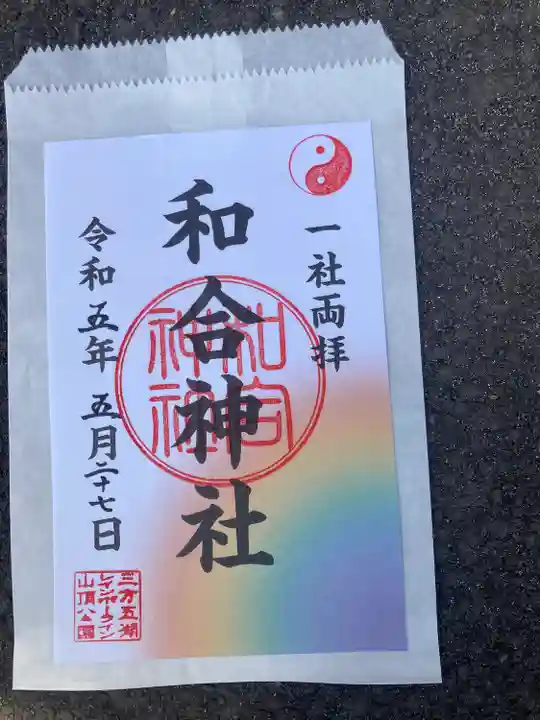 一社両拝
和合神社
和合
神社
令和五年 五月二十七日
三方五湖
レインボーライン
山頂公園